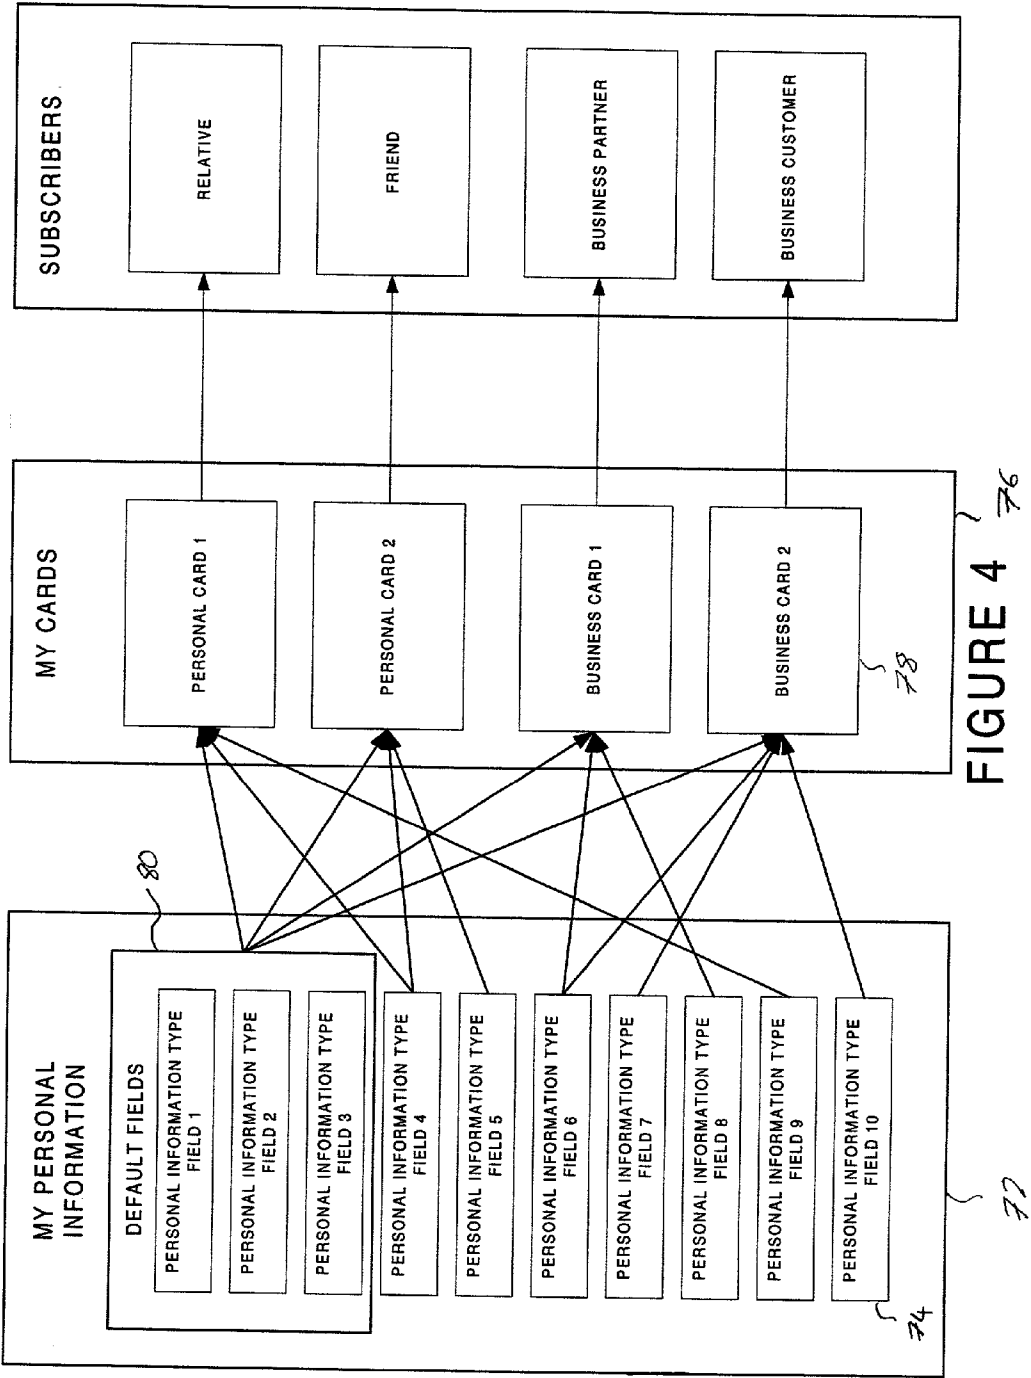 MY PERSONAL
INFORMATION
DEFAULT FIELDS
PERSONAL INFORMATION TYPE
FIELD 1
PERSONAL INFORMATION TYPE
FIELD 2
PERSONAL INFORMATION TYPE
FIELD 3
PERSONAL INFORMATION TYPE
FIELD 4
PERSONAL INFORMATION TYPE
FIELD 5
PERSONAL INFORMATION TYPE
FIELD 6
PERSONAL INFORMATION TYPE
FIELD 7
PERSONAL INFORMATION TYPE
FIELD 8
PERSONAL INFORMATION TYPE
FIELD 9
PERSONAL INFORMATION TYPE
FIELD 10
74
72
80
MY CARDS
PERSONAL CARD 1
PERSONAL CARD 2
BUSINESS CARD 1
BUSINESS CARD 2
78
76
SUBSCRIBERS
RELATIVE
FRIEND
BUSINESS PARTNER
BUSINESS CUSTOMER
FIGURE 4